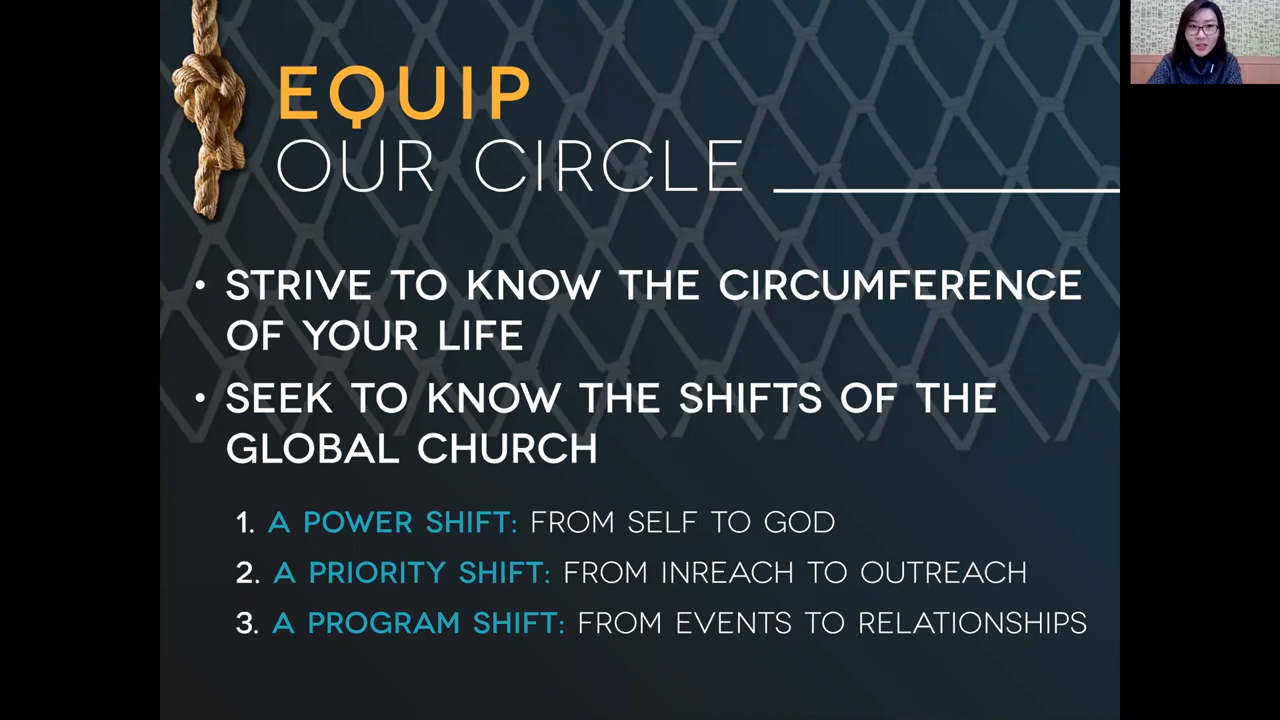 EQUIP
OUR CIRCLE
• STRIVE TO KNOW THE CIRCUMFERENCE
OF YOUR LIFE
• SEEK TO KNOW THE SHIFTS OF THE
GLOBAL CHURCH
1. A POWER SHIFT: FROM SELF TO GOD
2. A PRIORITY SHIFT: FROM INREACH TO OUTREACH
3. A PROGRAM SHIFT: FROM EVENTS TO RELATIONSHIPS